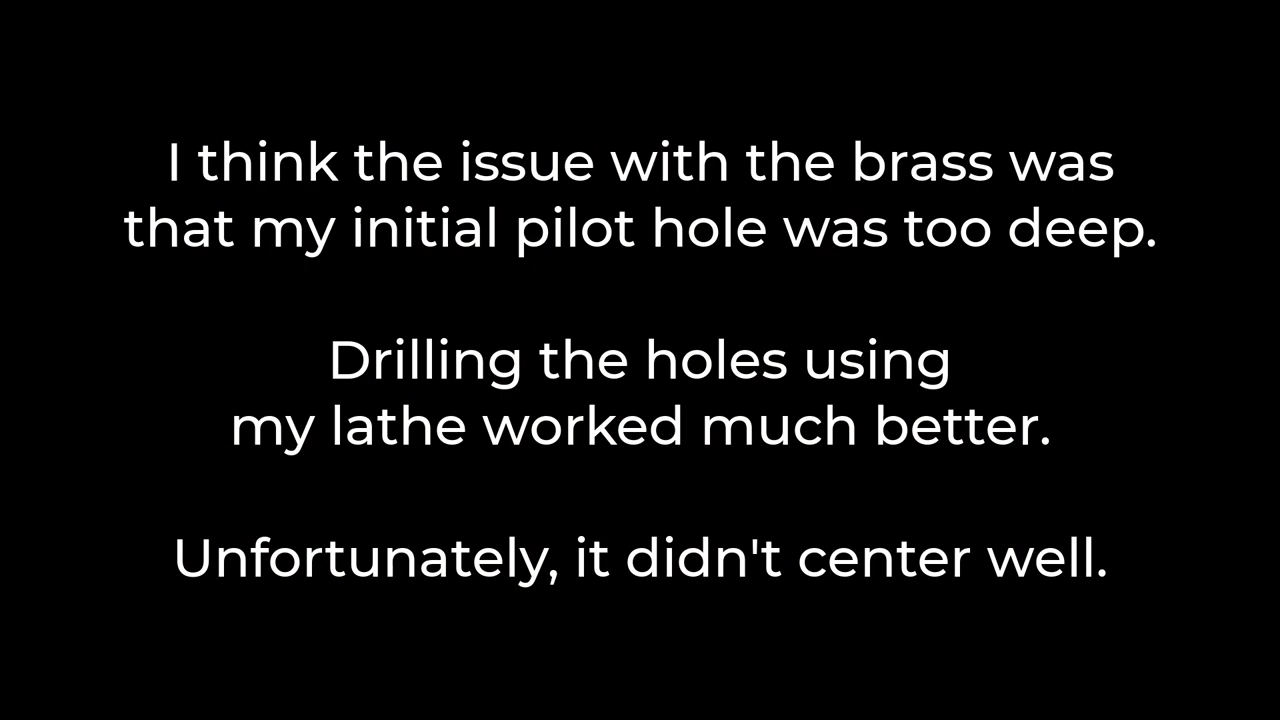 I think the issue with the brass was
that my initial pilot hole was too deep.
Drilling the holes using
my lathe worked much better.
Unfortunately, it didn't center well.